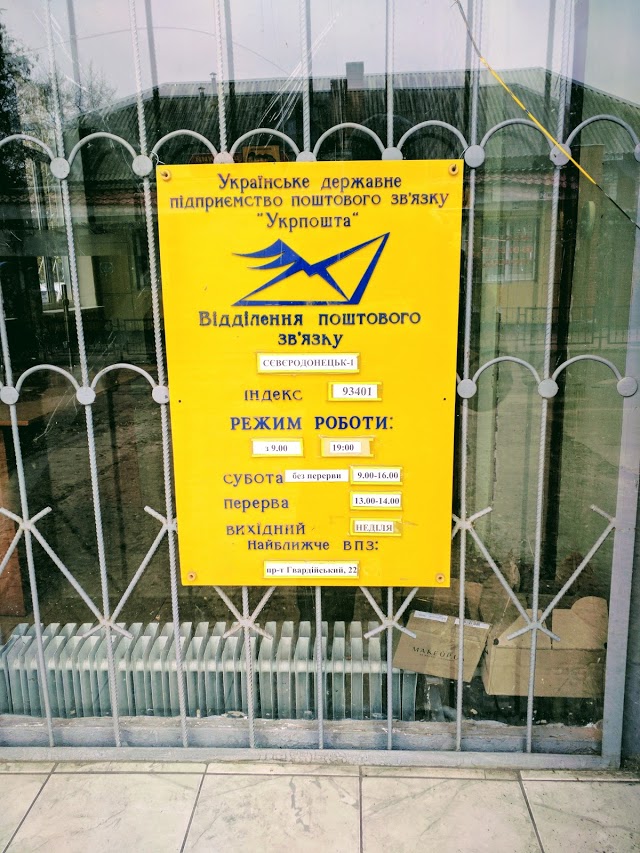 Українське державне
підприємство поштового зв'язку
"Укрпошта"
Відділення поштового
зв'язку
СЄВЄРОДОНЕЦЬК-1
індекс 93401
РЕЖИМ РОБОТИ:
з 9.00 19:00
субота без перерви 9.00-16.00
перерва 13.00-14.00
вихідний НЕДІЛЯ
Найближче ВПЗ:
пр-т Гвардійський, 22